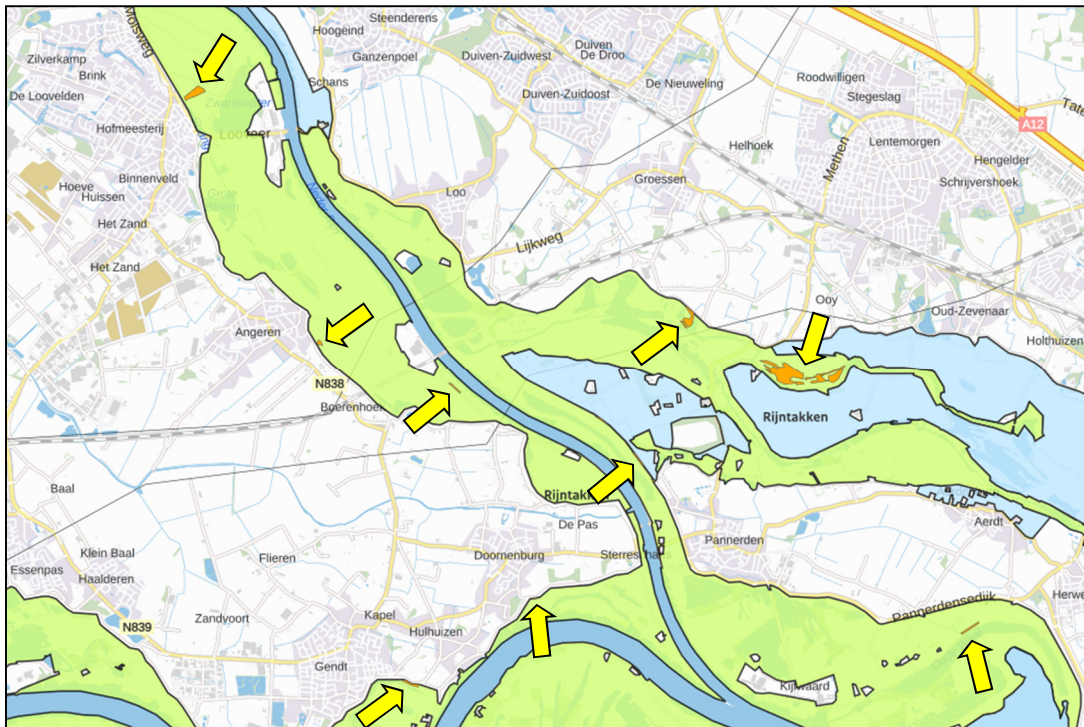 Steenderens
Hoogeind
Ganzenpoel
Duiven-Zuidwest
Duiven
De Droo
De Nieuweling
Duiven-Zuidoost
Zilverkamp
Brink
De Loovelden
Schans
Hofmeesterij
Loo
Binnenveld
Hoeve
Huissen
Het Zand
Het Zand
Angeren
N838
Boerenhoek
Lijkweg
Groessen
Helhoek
Methen
Roodwilligen
Stegeslag
Lentemorgen
A12
Hengelder
Schrijvershoek
Ooy
Oud-Zevenaar
Holthuizen
Rijntakken
Baal
Klein Baal
Essenpas
Haalderen
Flieren
Zandvoort
N839
Kapel
Hulhuizen
Gendt
De Pas
Doornenburg
Pannerden
Aerdt
Pannerdensedijk
Kijfwaard